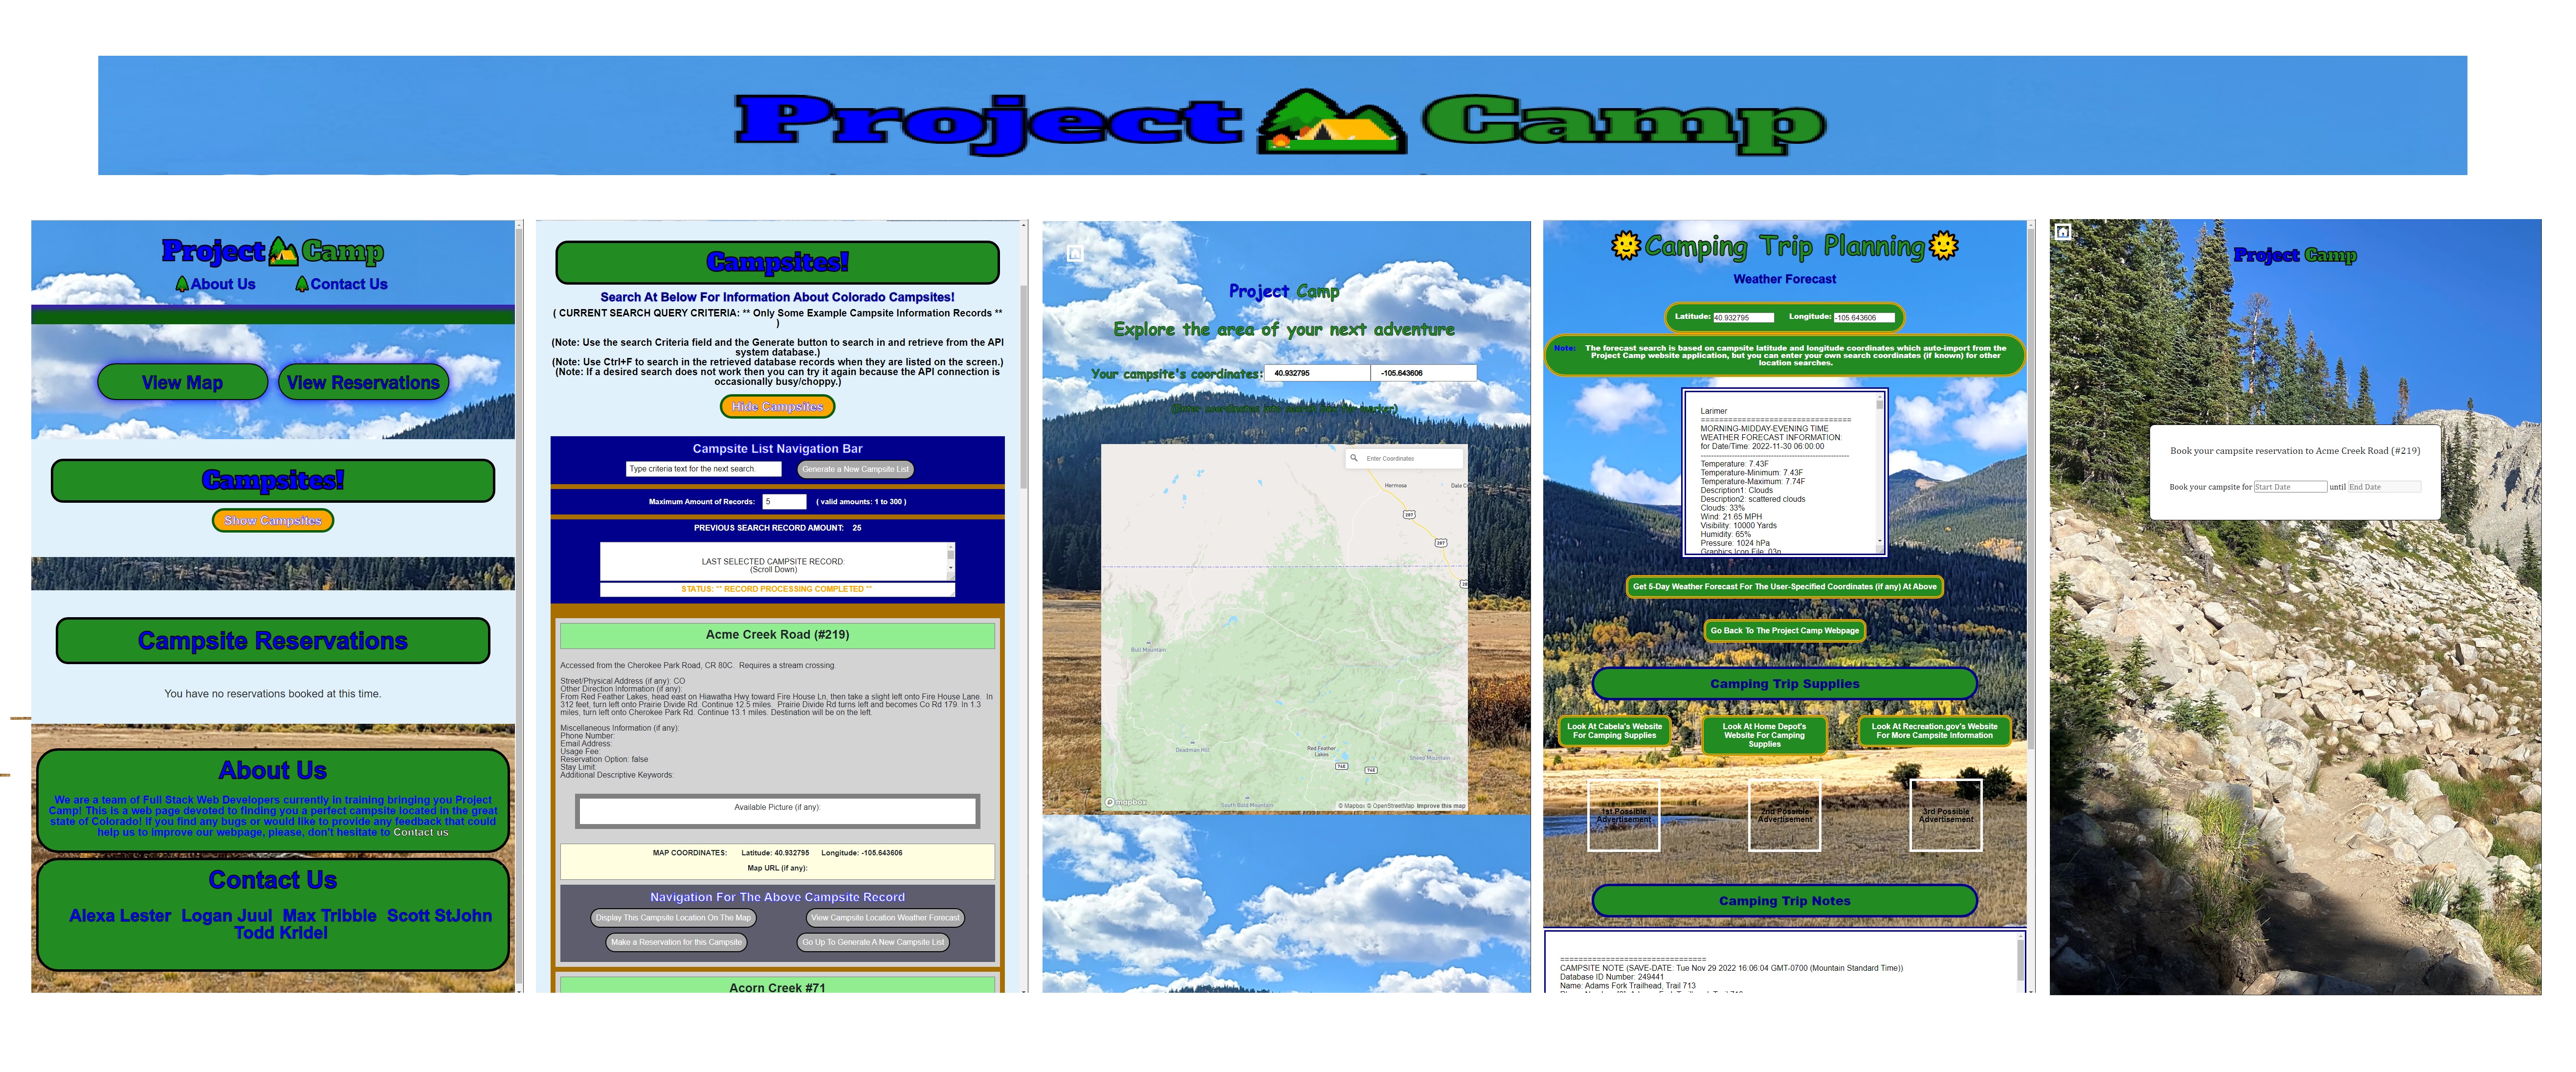 Project Camp
Project Camp
About Us Contact Us
View Map View Reservations
Campsites!
Show Campsites
Campsite Reservations
You have no reservations booked at this time.
About Us
We are a team of Full Stack Web Developers currently in training bringing you Project
Camp! This is a web page devoted to finding you a perfect campsite located in the great
state of Colorado! If you find any bugs or would like to provide any feedback that could
help us to improve our webpage, please, don't hesitate to Contact us
Contact Us
Alexa Lester Logan Juul Max Tribble Scott StJohn
Todd Kridel
Campsites!
Search At Below For Information About Colorado Campsites!
( CURRENT SEARCH QUERY CRITERIA: ** Only Some Example Campsite Information Records **
)
(Note: Use the search Criteria field and the Generate button to search in and retrieve from the API
system database.)
(Note: Use Ctrl+F to search in the retrieved database records when they are listed on the screen.)
(Note: If a desired search does not work then you can try it again because the API connection is
occasionally busy/choppy.)
Hide Campsites
Campsite List Navigation Bar
Type criteria text for the next search. Generate a New Campsite List
Maximum Amount of Records: 5 ( valid amounts: 1 to 300 )
PREVIOUS SEARCH RECORD AMOUNT: 25
LAST SELECTED CAMPSITE RECORD:
(Scroll Down)
STATUS: ** RECORD PROCESSING COMPLETED **
Acme Creek Road (#219)
Accessed from the Cherokee Park Road, CR 80C. Requires a stream crossing.
Street/Physical Address (if any): CO
Other Direction Information (if any):
From Red Feather Lakes, head east on Hiawatha Hwy toward Fire House Ln, then take a slight left onto Fire House Lane. In
312 feet, turn left onto Prairie Divide Rd. Continue 12.5 miles. Prairie Divide Rd turns left and becomes Co Rd 179. In 1.3
miles, turn left onto Cherokee Park Rd. Continue 13.1 miles. Destination will be on the left.
Miscellaneous Information (if any):
Phone Number:
Email Address:
Usage Fee:
Reservation Option: false
Stay Limit:
Additional Descriptive Keywords:
Available Picture (if any):
MAP COORDINATES: Latitude: 40.932795 Longitude: -105.643606
Map URL (if any):
Navigation For The Above Campsite Record
Display This Campsite Location On The Map View Campsite Location Weather Forecast
Make a Reservation for this Campsite Go Up To Generate A New Campsite List
Acorn Creek #71
Project Camp
Explore the area of your next adventure
Your campsite's coordinates: 40.932795 -105.643606
Enter Coordinates
Hermosa
287
287
Bull Mountain
Deadman Hill
Red Feather
Lakes
Sheep Mountain
74E
74E
South Bald Mountain
mapbox
© Mapbox © OpenStreetMap Improve this map
Camping Trip Planning
Weather Forecast
Latitude: 40.932795 Longitude: -105.643606
Note: The forecast search is based on campsite latitude and longitude coordinates which auto-import from the
Project Camp website application, but you can enter your own search coordinates (if known) for other
location searches.
Larimer
=================================
MORNING-MIDDAY-EVENING TIME
WEATHER FORECAST INFORMATION:
for Date/Time: 2022-11-30 06:00:00
Temperature: 7.43F
Temperature-Minimum: 7.43F
Temperature-Maximum: 7.74F
Description1: Clouds
Description2: scattered clouds
Clouds: 33%
Wind: 21.65 MPH
Visibility: 10000 Yards
Humidity: 65%
Pressure: 1024 hPa
Graphics Icon File: 03n
Get 5-Day Weather Forecast For The User-Specified Coordinates (if any) At Above
Go Back To The Project Camp Webpage
Camping Trip Supplies
Look At Cabela's Website
For Camping Supplies
Look At Home Depot's
Website For Camping
Supplies
Look At Recreation.gov's Website
For More Campsite Information
1st Possible
Advertisement
2nd Possible
Advertisement
3rd Possible
Advertisement
Camping Trip Notes
=================================
CAMPSITE NOTE (SAVE-DATE: Tue Nov 29 2022 16:06:04 GMT-0700 (Mountain Standard Time))
Database ID Number: 249441
Name: Adams Fork Trailhead, Trail 713
Project Camp
Book your campsite reservation to Acme Creek Road (#219)
Book your campsite for Start Date until End Date